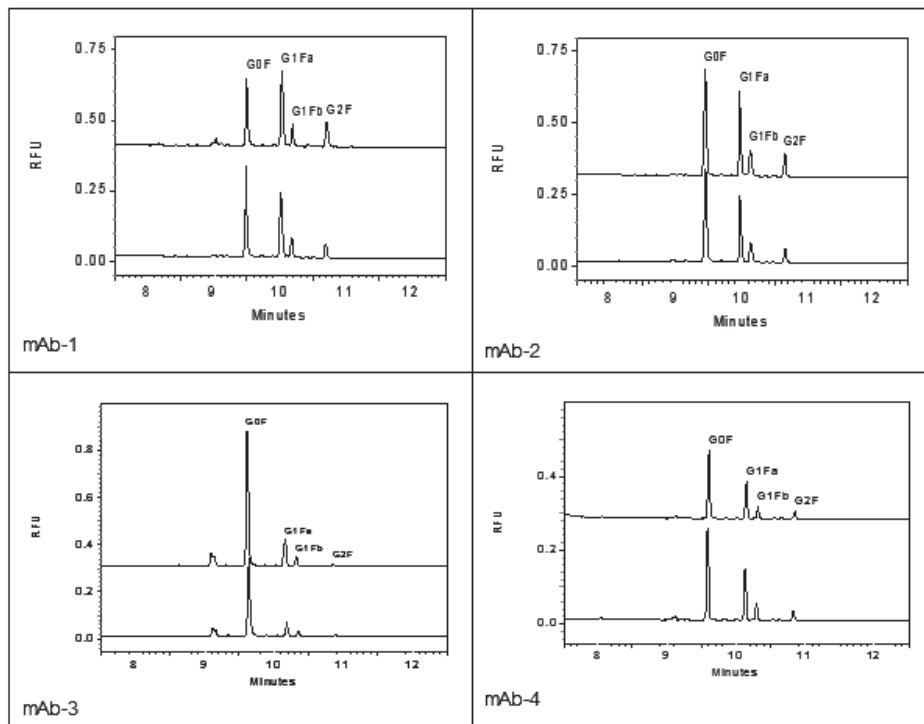 0.75
0.50
0.25
0.00
RFU
G0F
G1Fa
G1Fb
G2F
8 9 10 11 12
Minutes
mAb-1
0.75
0.50
0.25
0.00
RFU
G0F
G1Fa
G1Fb
G2F
8 9 10 11 12
Minutes
mAb-2
0.8
0.6
0.4
0.2
0.0
RFU
G0F
G1Fa
G1Fb
G2F
8 9 10 11 12
Minutes
mAb-3
0.4
0.2
0.0
RFU
G0F
G1Fa
G1Fb
G2F
8 9 10 11 12
Minutes
mAb-4